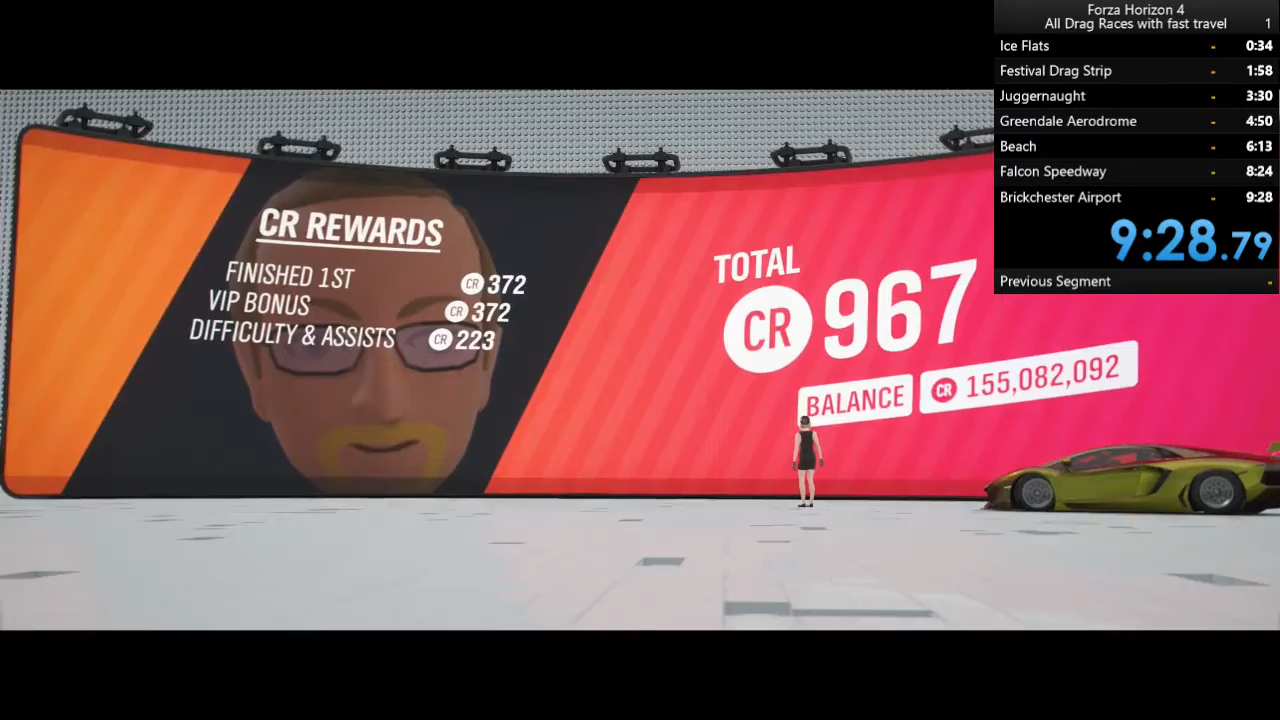 Forza Horizon 4
All Drag Races with fast travel 1
Ice Flats - 0:34
Festival Drag Strip - 1:58
Juggernaught - 3:30
Greendale Aerodrome - 4:50
Beach - 6:13
Falcon Speedway - 8:24
Brickchester Airport - 9:28
9:28.79
Previous Segment -
CR REWARDS
FINISHED 1ST CR 372
VIP BONUS CR 372
DIFFICULTY & ASSISTS CR 223
TOTAL
CR 967
BALANCE CR 155,082,092